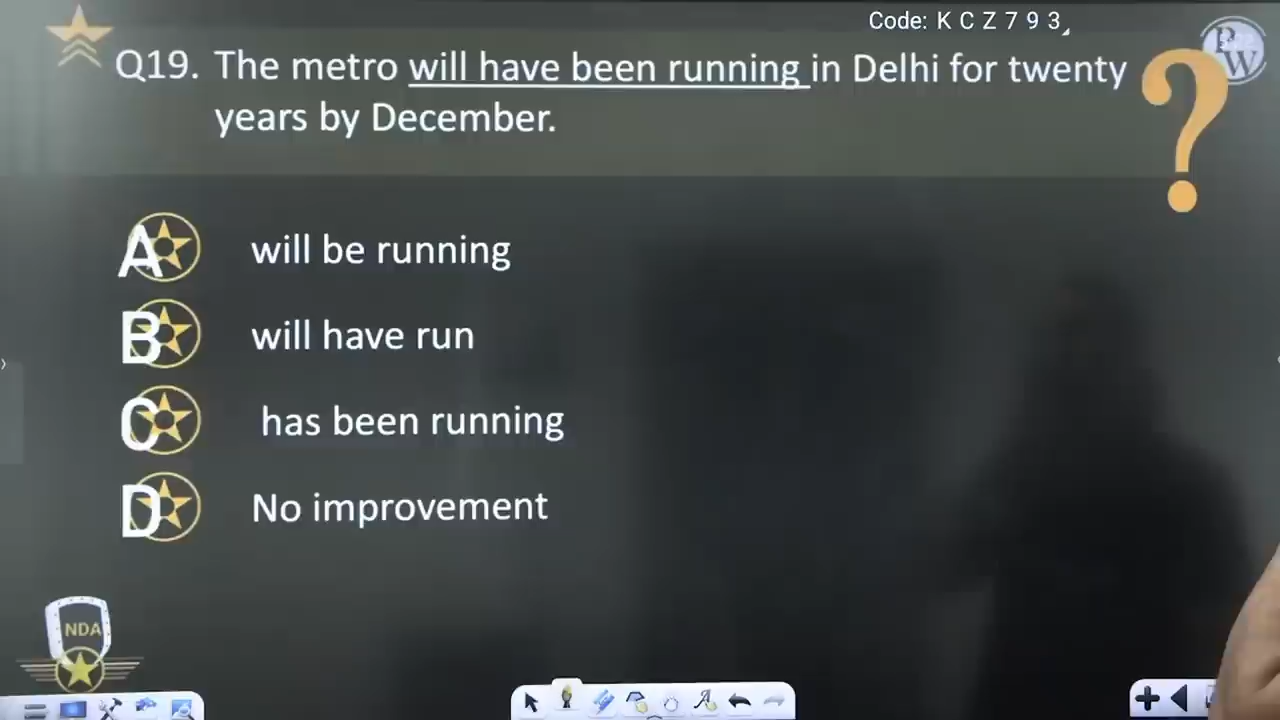 Code: K C Z 7 9 3
PW
Q19. The metro will have been running in Delhi for twenty
years by December.
?
A will be running
B will have run
C has been running
D No improvement
NDA